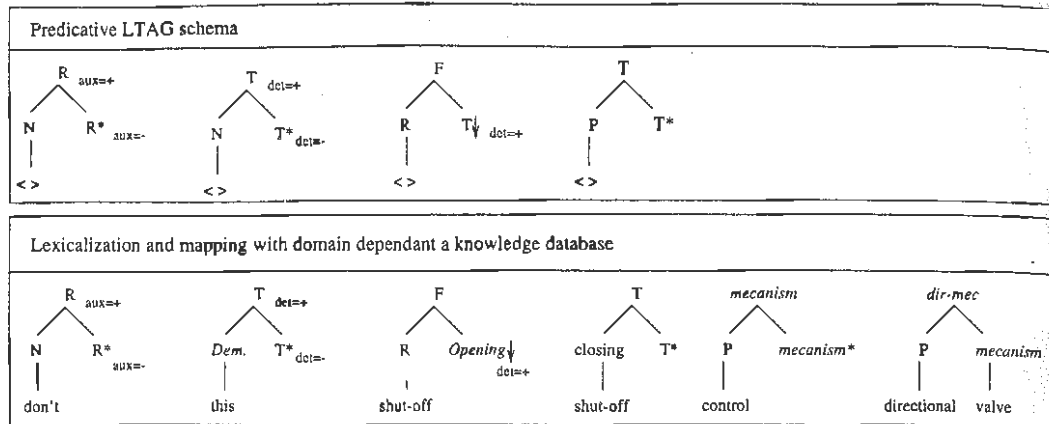 Predicative LTAG schema
R aux=+ T det=+ F T
N R* aux=- N T* det=- R T↓ det=+ P T*
<> <> <> <>
Lexicalization and mapping with domain dependant a knowledge database
R aux=+ T det=+ F T mecanism dir-mec
N R* aux=- Dem. T* det=- R Opening↓ det=+ closing T* P mecanism* P mecanism
don't this shut-off shut-off control directional valve